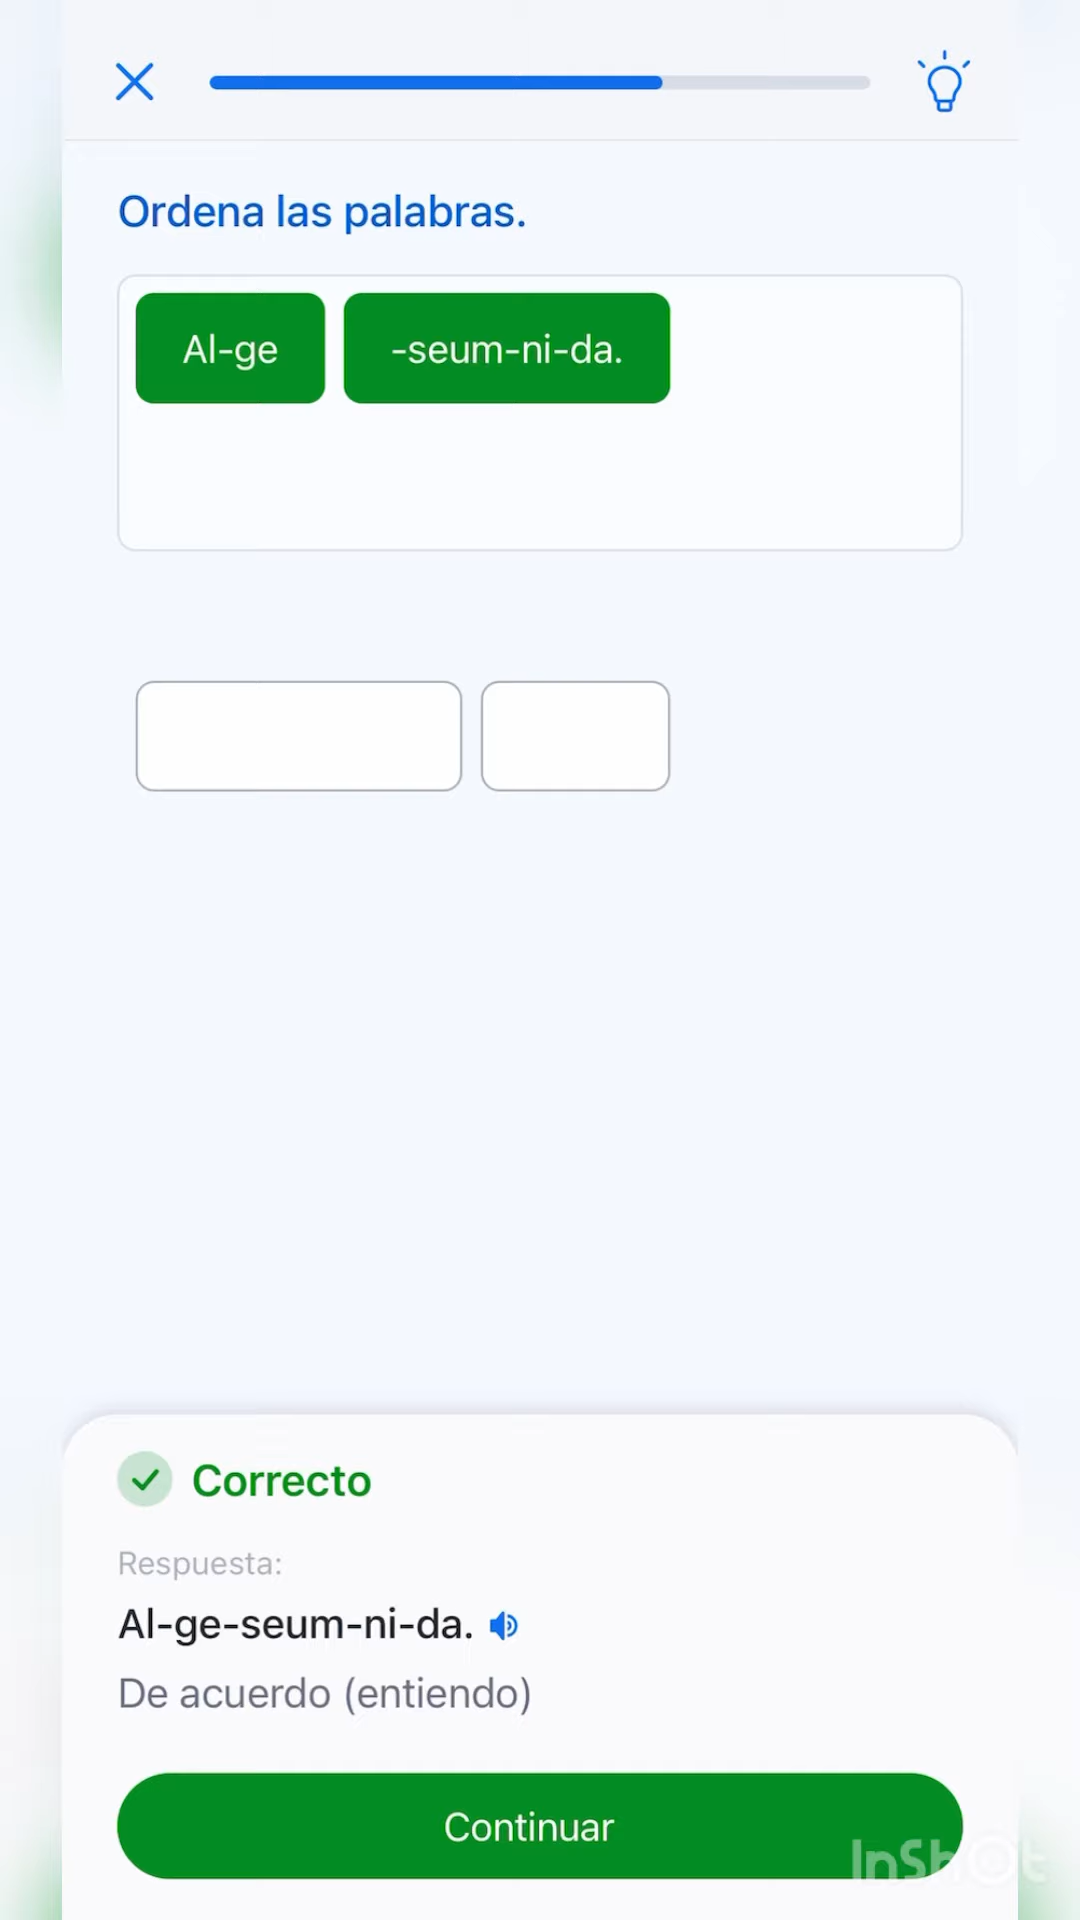 Ordena las palabras.
Al-ge -seum-ni-da.
Correcto
Respuesta:
Al-ge-seum-ni-da.
De acuerdo (entiendo)
Continuar
InShOt